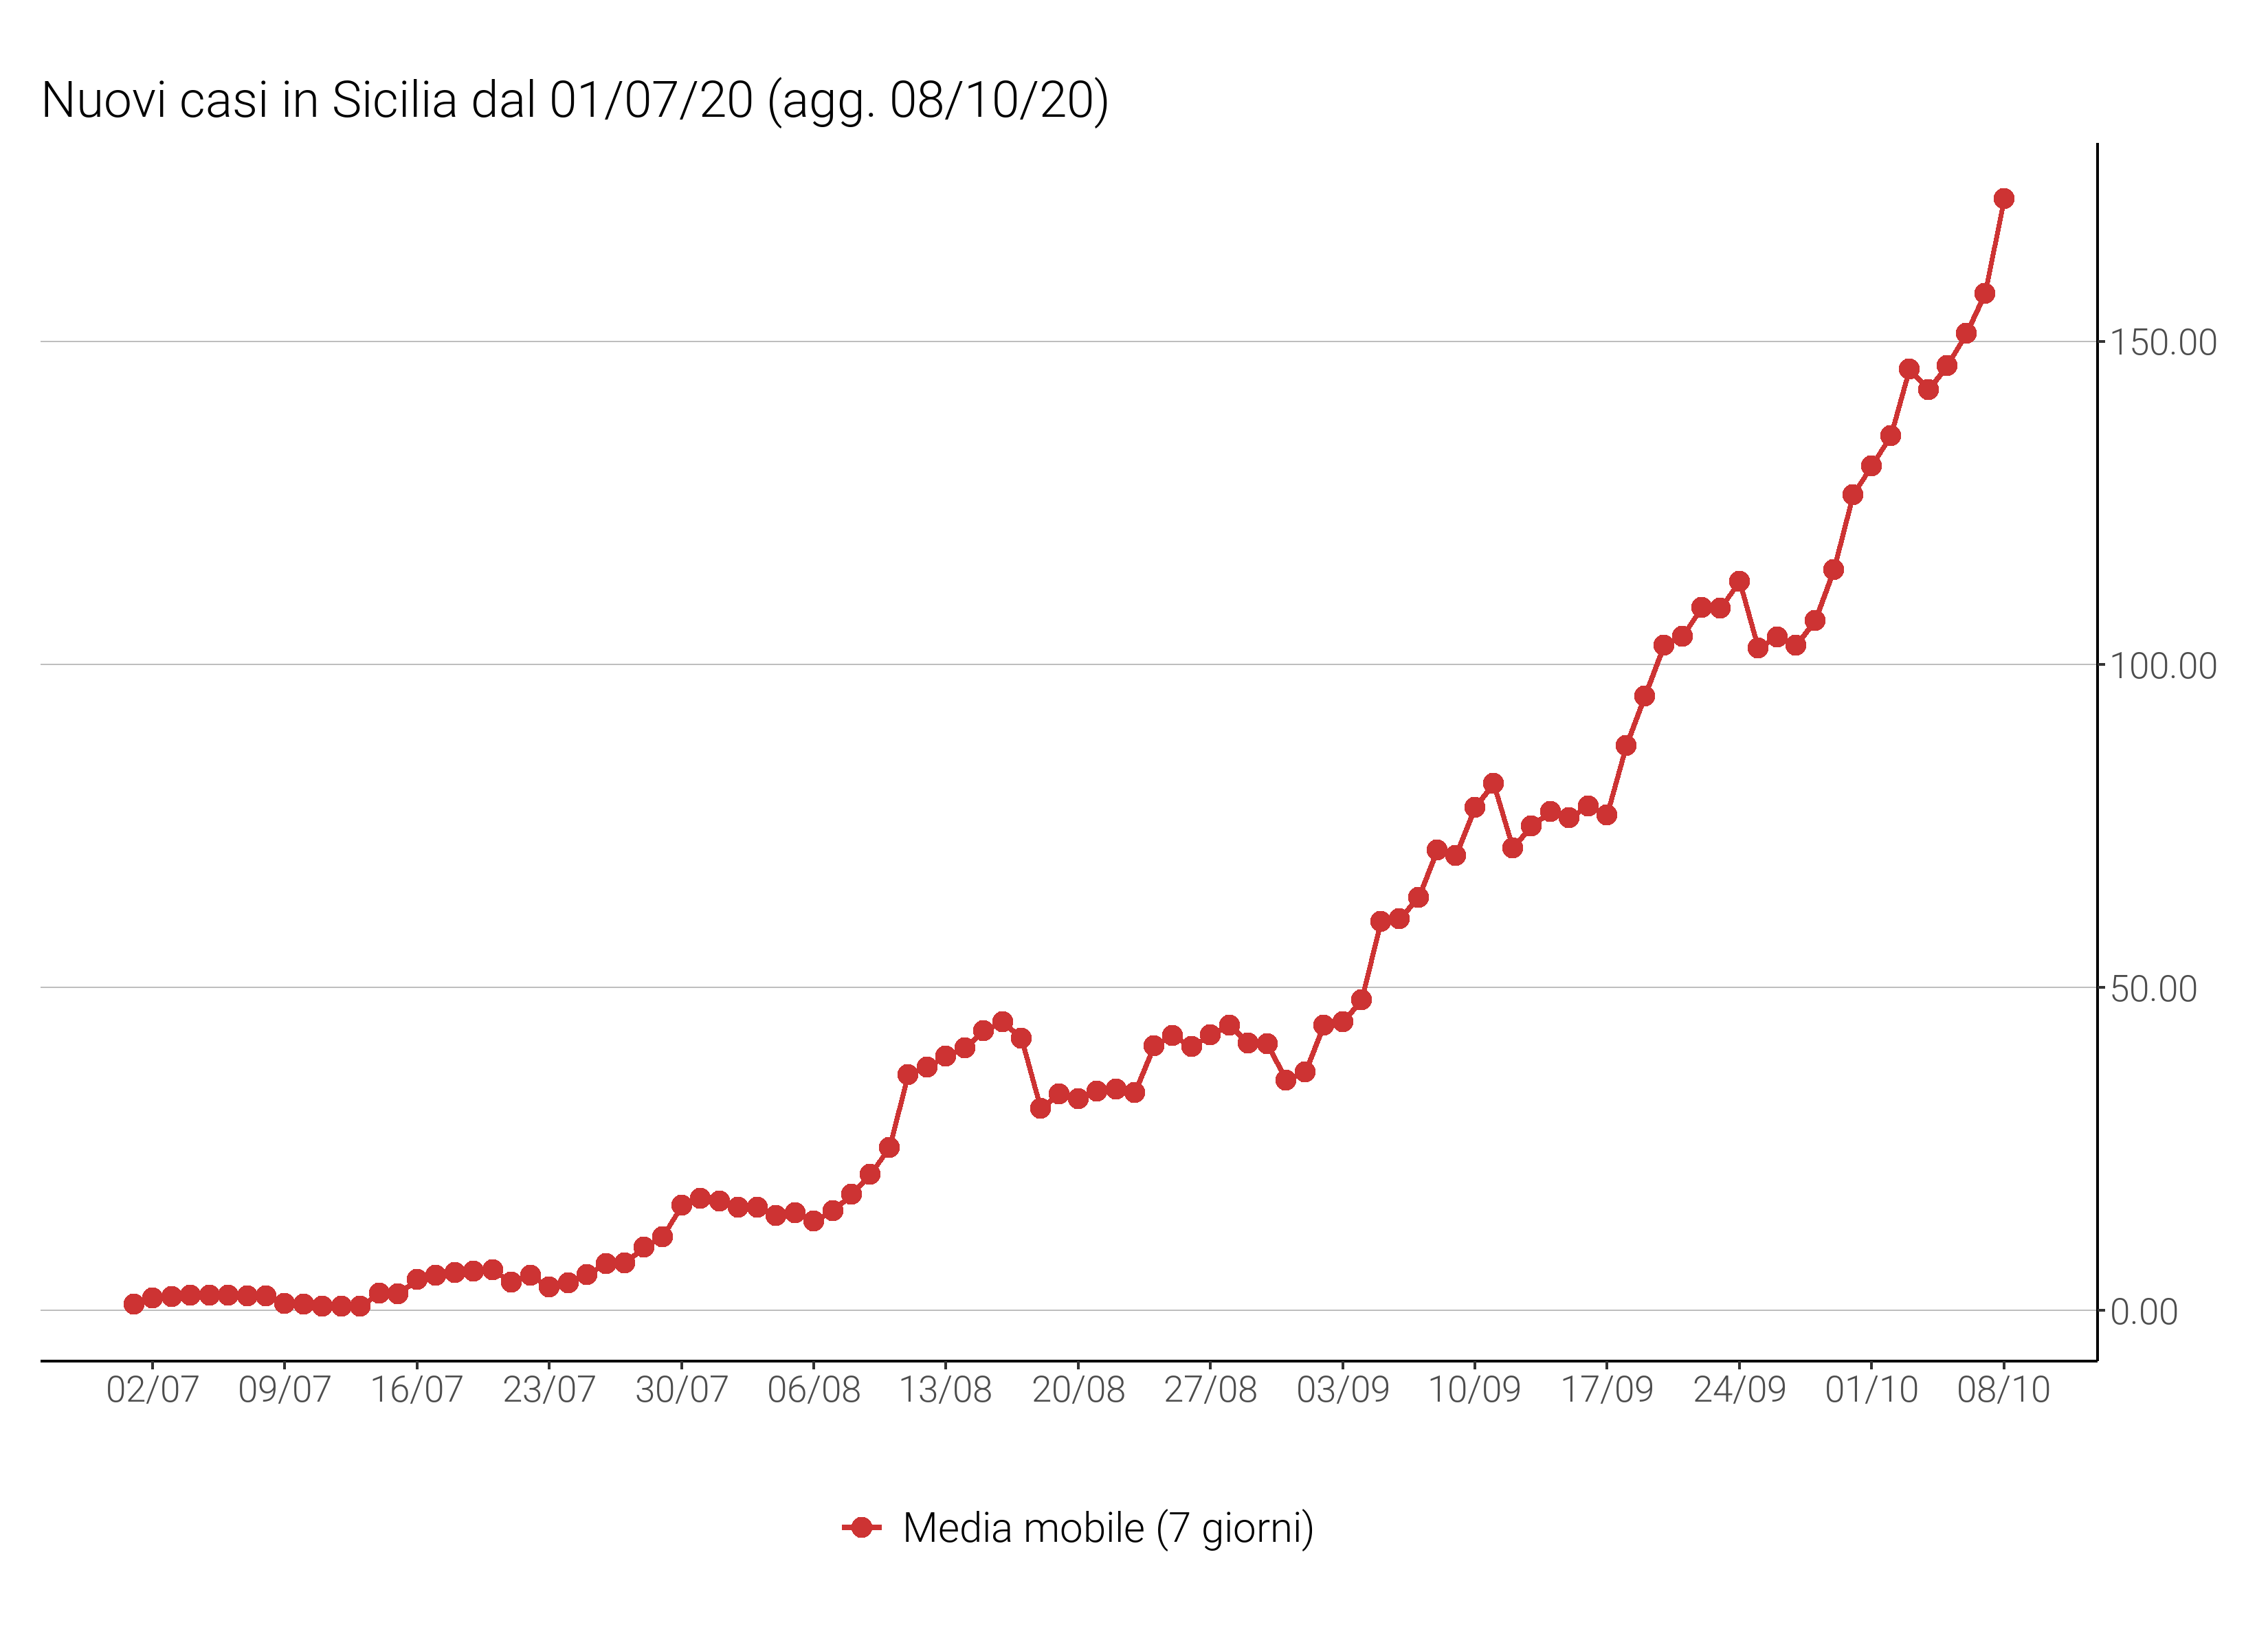 Nuovi casi in Sicilia dal 01/07/20 (agg. 08/10/20)
150.00
100.00
50.00
0.00
02/07 09/07 16/07 23/07 30/07 06/08 13/08 20/08 27/08 03/09 10/09 17/09 24/09 01/10 08/10
Media mobile (7 giorni)